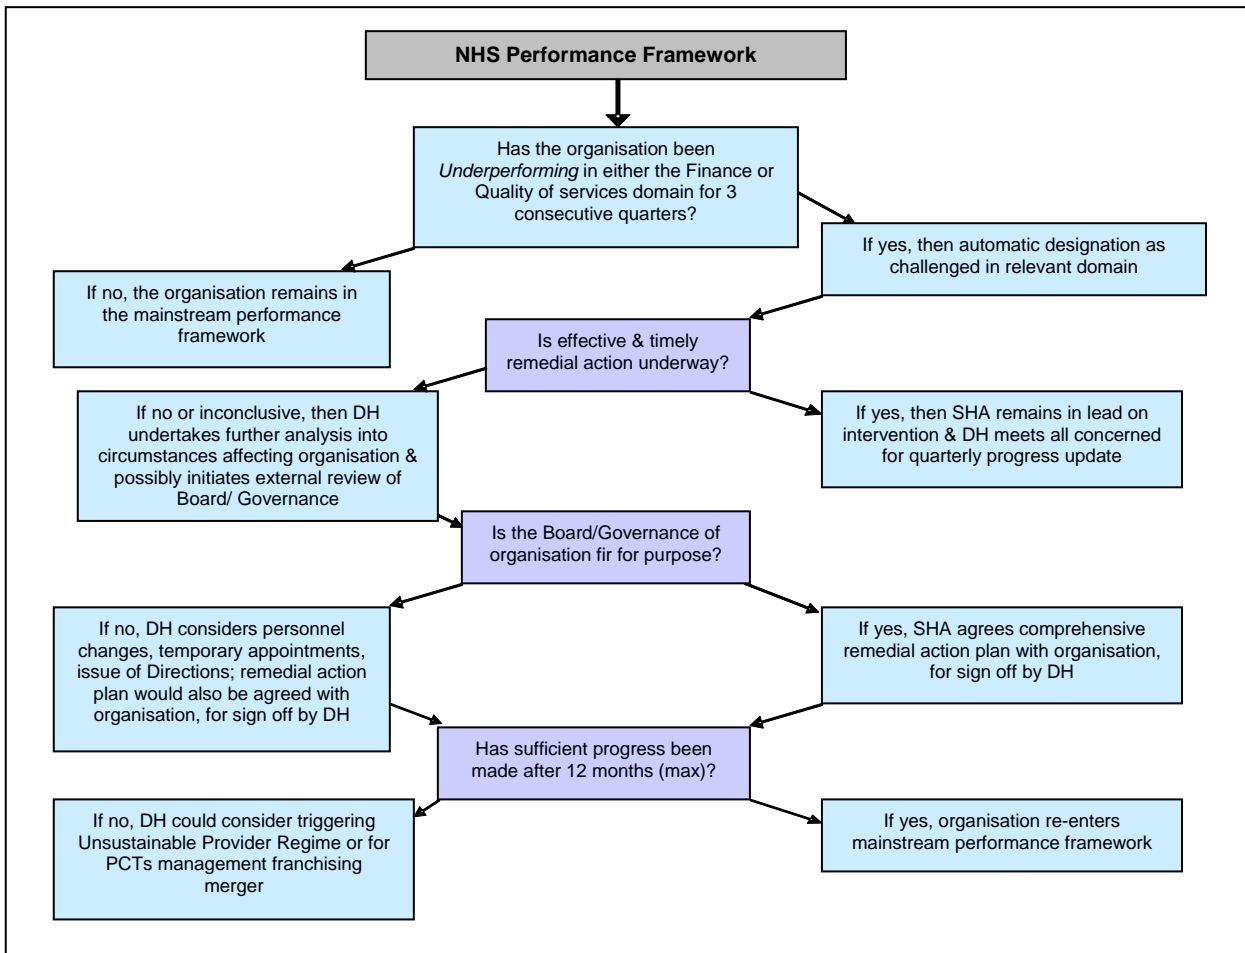 NHS Performance Framework
Has the organisation been
Underperforming in either the Finance or
Quality of services domain for 3
consecutive quarters?
If yes, then automatic designation as
challenged in relevant domain
If no, the organisation remains in
the mainstream performance
framework
Is effective & timely
remedial action underway?
If no or inconclusive, then DH
undertakes further analysis into
circumstances affecting organisation &
possibly initiates external review of
Board/ Governance
If yes, then SHA remains in lead on
intervention & DH meets all concerned
for quarterly progress update
Is the Board/Governance of
organisation fir for purpose?
If no, DH considers personnel
changes, temporary appointments,
issue of Directions; remedial action
plan would also be agreed with
organisation, for sign off by DH
If yes, SHA agrees comprehensive
remedial action plan with organisation,
for sign off by DH
Has sufficient progress been
made after 12 months (max)?
If no, DH could consider triggering
Unsustainable Provider Regime or for
PCTs management franchising
merger
If yes, organisation re-enters
mainstream performance framework